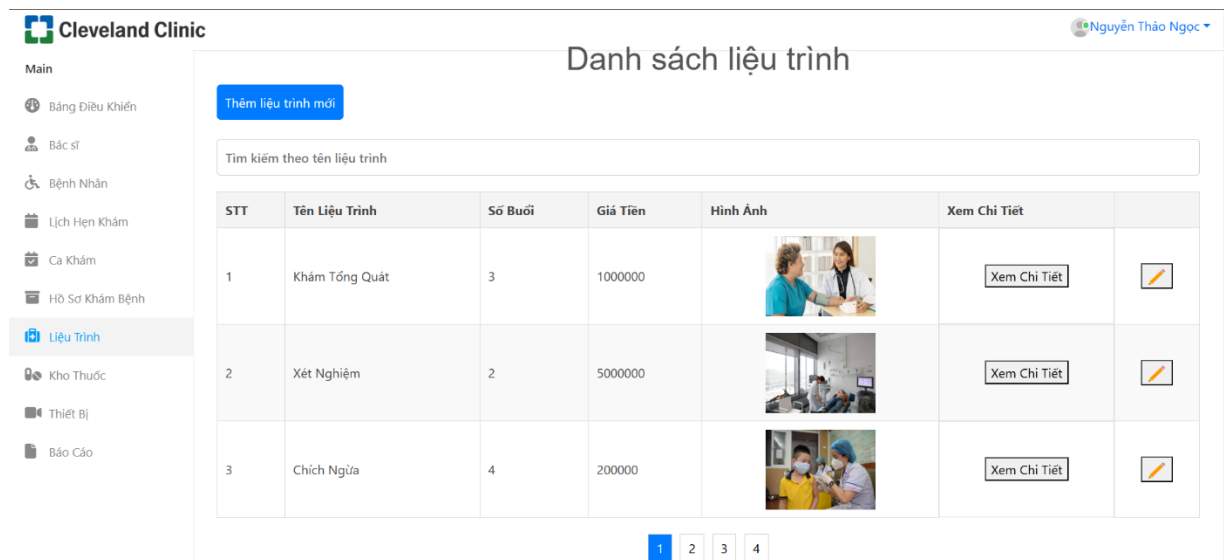 Cleveland Clinic
Nguyễn Thảo Ngọc
Danh sách liệu trình
Main
Bảng Điều Khiển
Bác sĩ
Bệnh Nhân
Lịch Hẹn Khám
Ca Khám
Hồ Sơ Khám Bệnh
Liệu Trình
Kho Thuốc
Thiết Bị
Báo Cáo
Thêm liệu trình mới
Tìm kiếm theo tên liệu trình
STT Tên Liệu Trình Số Buổi Giá Tiền Hình Ảnh Xem Chi Tiết
1 Khám Tổng Quát 3 1000000 Xem Chi Tiết
2 Xét Nghiệm 2 5000000 Xem Chi Tiết
3 Chích Ngừa 4 200000 Xem Chi Tiết
1 2 3 4